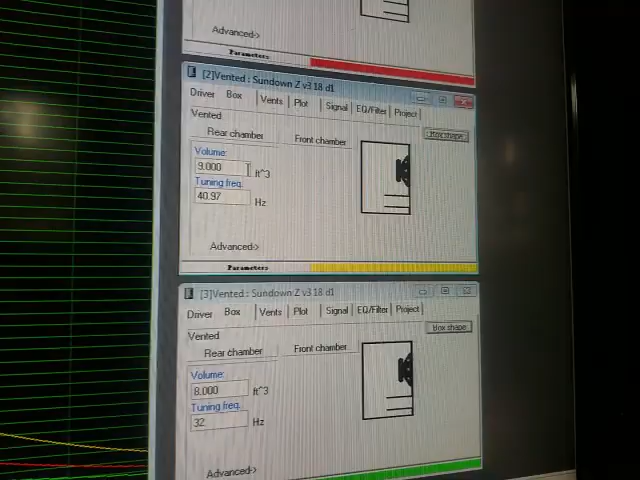 Advanced->
Parameters
[2]Vented : Sundown Z v3 18 d1
Driver Box Vents Plot Signal EQ/Filter Project
Vented
Rear chamber Front chamber Box shape
Volume:
9.000 ft^3
Tuning freq.
40.97 Hz
Advanced->
Parameters
[3]Vented : Sundown Z v3 18 d1
Driver Box Vents Plot Signal EQ/Filter Project
Vented
Rear chamber Front chamber Box shape
Volume:
8.000 ft^3
Tuning freq.
32 Hz
Advanced->